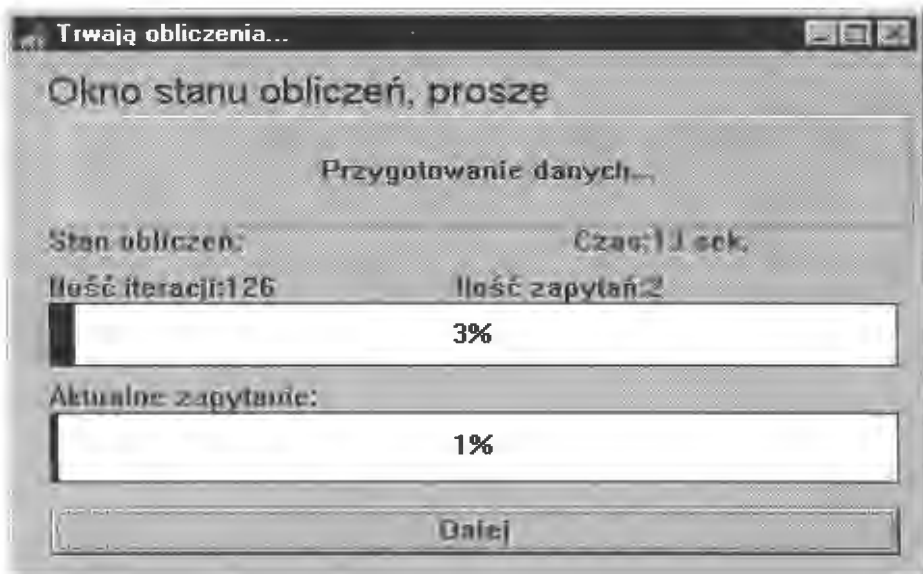 Trwają obliczenia...
Okno stanu obliczeń, proszę
Przygotowanie danych...
Stan obliczeń: Czas:13 sek.
Ilość iteracji:126 Ilość zapytań:2
3%
Aktualne zapytanie:
1%
Dalej